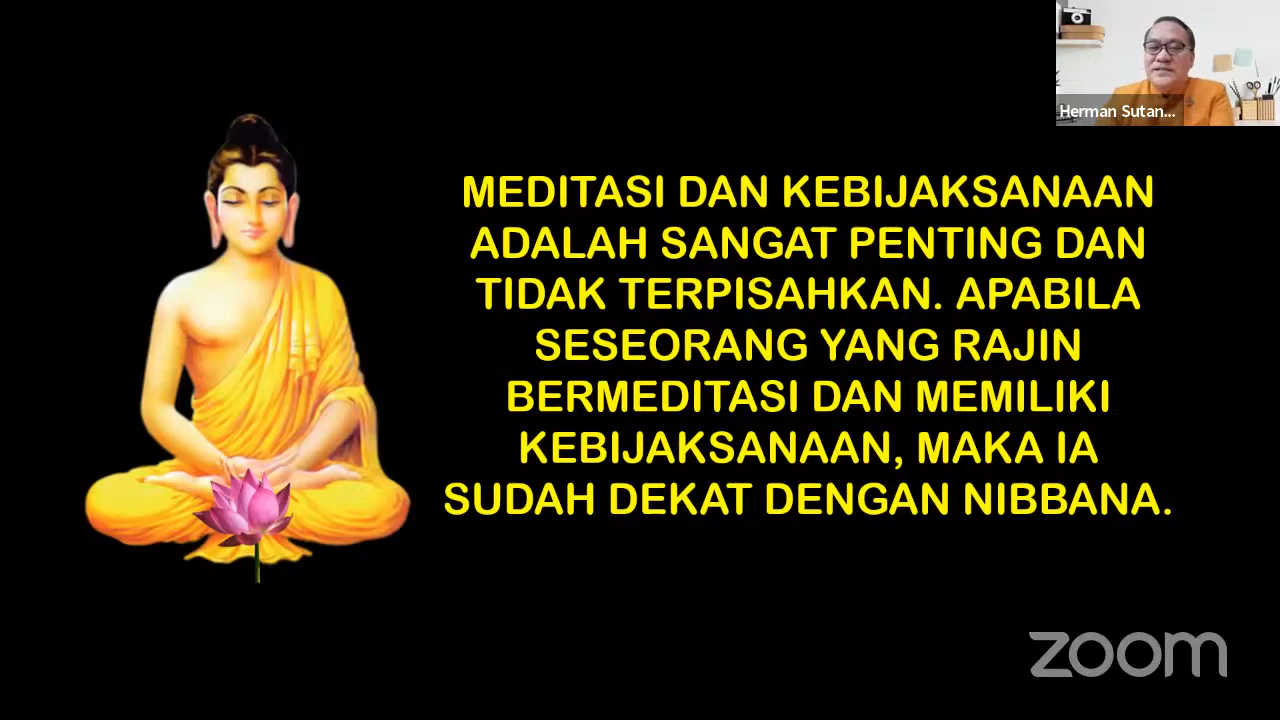 Herman Sutan...
MEDITASI DAN KEBIJAKSANAAN
ADALAH SANGAT PENTING DAN
TIDAK TERPISAHKAN. APABILA
SESEORANG YANG RAJIN
BERMEDITASI DAN MEMILIKI
KEBIJAKSANAAN, MAKA IA
SUDAH DEKAT DENGAN NIBBANA.
zoom